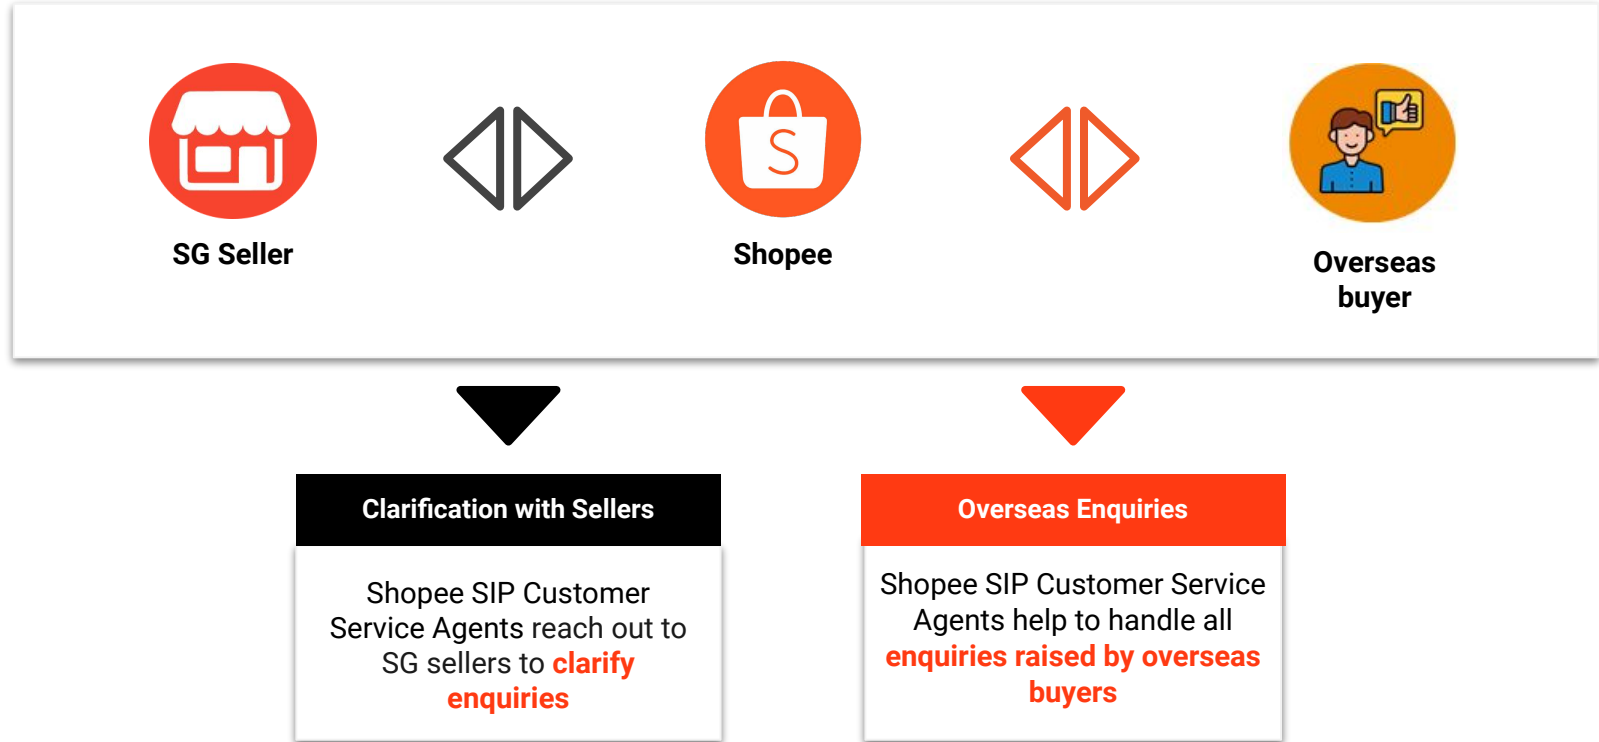 S
SG Seller
Shopee
Overseas
buyer
Clarification with Sellers
Shopee SIP Customer
Service Agents reach out to
SG sellers to clarify
enquiries
Overseas Enquiries
Shopee SIP Customer Service
Agents help to handle all
enquiries raised by overseas
buyers